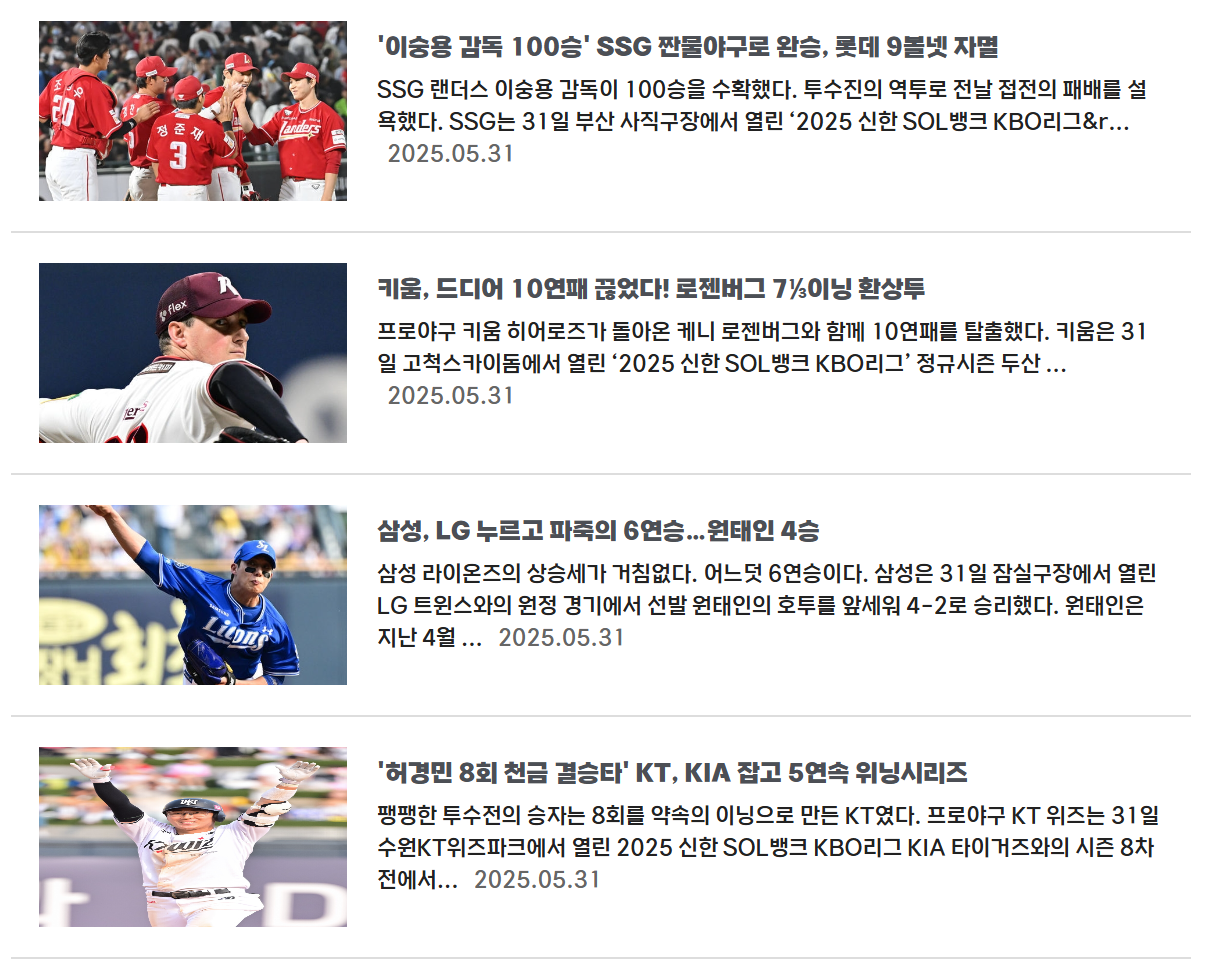 '이숭용 감독 100승' SSG 짠물야구로 완승, 롯데 9볼넷 자멸
SSG 랜더스 이숭용 감독이 100승을 수확했다. 투수진의 역투로 전날 접전의 패배를 설
욕했다. SSG는 31일 부산 사직구장에서 열린 ‘2025 신한 SOL뱅크 KBO리그&r...
2025.05.31
조
20
정준재
3
Landers
키움, 드디어 10연패 끊었다! 로젠버그 7⅓이닝 환상투
프로야구 키움 히어로즈가 돌아온 케니 로젠버그와 함께 10연패를 탈출했다. 키움은 31
일 고척스카이돔에서 열린 ‘2025 신한 SOL뱅크 KBO리그’ 정규시즌 두산 ...
2025.05.31
flex
삼성, LG 누르고 파죽의 6연승...원태인 4승
삼성 라이온즈의 상승세가 거침없다. 어느덧 6연승이다. 삼성은 31일 잠실구장에서 열린
LG 트윈스와의 원정 경기에서 선발 원태인의 호투를 앞세워 4-2로 승리했다. 원태인은
지난 4월 ... 2025.05.31
Lions
'허경민 8회 천금 결승타' KT, KIA 잡고 5연속 위닝시리즈
팽팽한 투수전의 승자는 8회를 약속의 이닝으로 만든 KT였다. 프로야구 KT 위즈는 31일
수원KT위즈파크에서 열린 2025 신한 SOL뱅크 KBO리그 KIA 타이거즈와의 시즌 8차
전에서... 2025.05.31